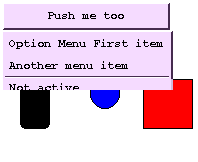 Push me too
Option Menu First item
Another menu item
Not active